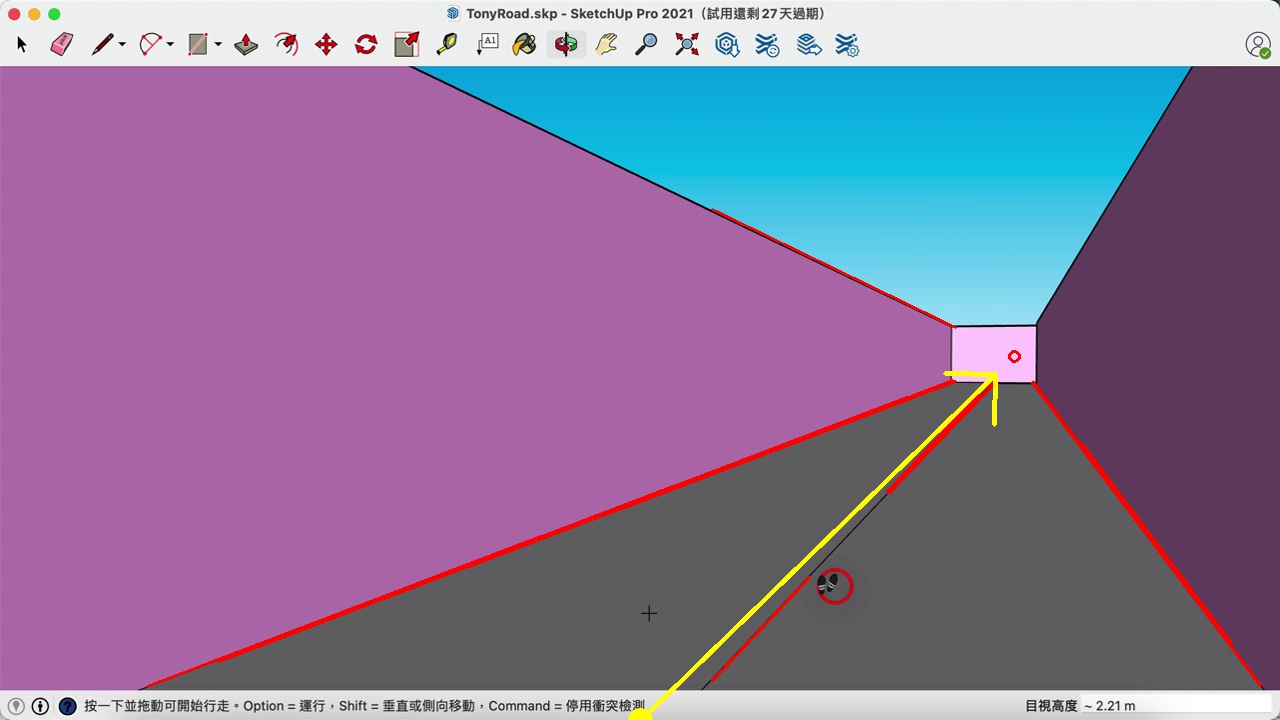 TonyRoad.skp - SketchUp Pro 2021（試用還剩 27 天過期）
A1
按一下並拖動可開始行走。Option = 運行，Shift = 垂直或側向移動，Command = 停用衝突檢測
目視高度 ~ 2.21 m